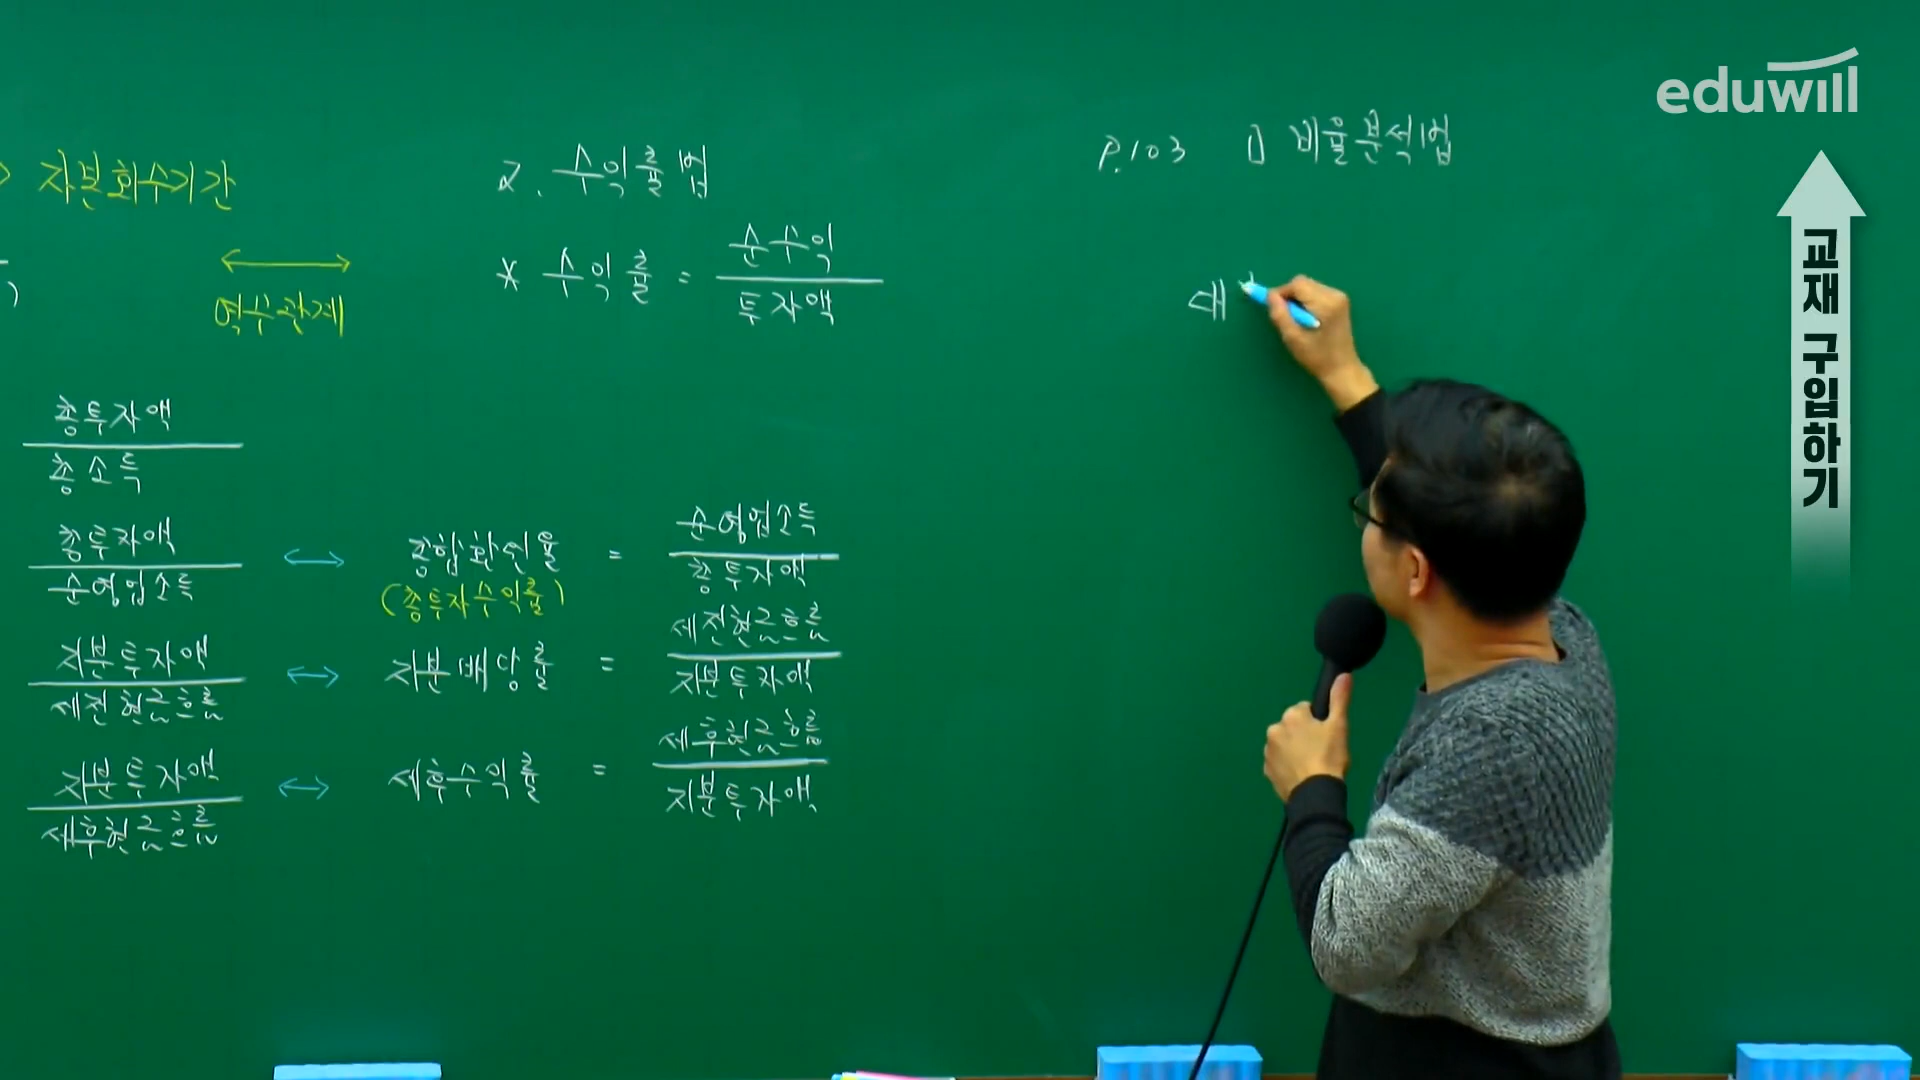 eduwill
교재 구입하기
> 자본회수기간
↔
역수관계
)
총투자액
총소득
총투자액
순영업소득
지분투자액
세전현금흐름
지분투자액
세후현금흐름
2. 수익률법
* 수익률 = 순수익
투자액
↔ 종합환원율 = 순영업소득
총투자액
(총투자수익률)
↔ 지분배당률 = 세전현금흐름
지분투자액
↔ 세후수익률 = 세후현금흐름
지분투자액
P.103 비율분석법
대